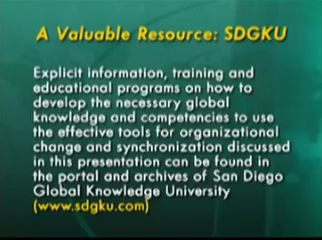 A Valuable Resource: SDGKU
Explicit information, training and
educational programs on how to
develop the necessary global
knowledge and competencies to use
the effective tools for organizational
change and synchronization discussed
in this presentation can be found in
the portal and archives of San Diego
Global Knowledge University
(www.sdgku.com)